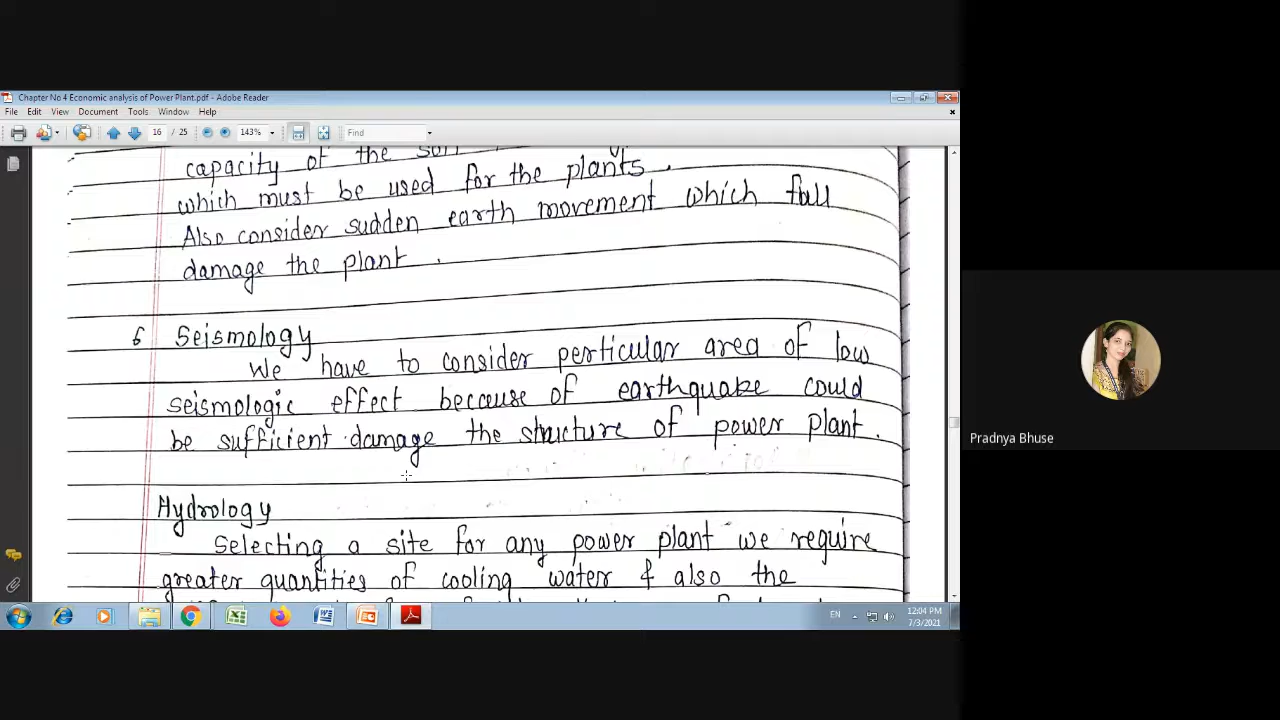 Chapter No 4 Economic analysis of Power Plant.pdf - Adobe Reader
File Edit View Document Tools Window Help
16 / 25 143% Find
capacity of the soil
which must be used for the plants.
Also consider sudden earth movement which full
damage the plant.
6 Seismology
We have to consider perticular area of low
seismologic effect because of earthquake could
be sufficient damage the structure of power plant.
Hydrology
Selecting a site for any power plant we require
greater quantities of cooling water & also the
Pradnya Bhuse
EN 12:04 PM
7/3/2021